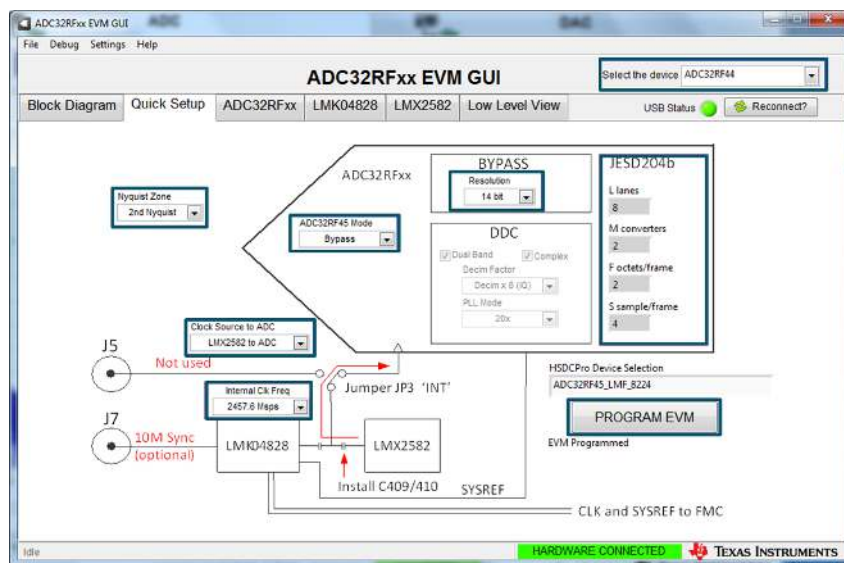 ADC32RFxx EVM GUI
File Debug Settings Help
ADC32RFxx EVM GUI
Select the device ADC32RF44
Block Diagram Quick Setup ADC32RFxx LMK04828 LMX2582 Low Level View
USB Status Reconnect?
ADC32RFxx
BYPASS
Resolution
14 bit
JESD204b
L lanes
8
M converters
2
F octets/frame
2
S sample/frame
4
Nyquist Zone
2nd Nyquist
ADC32RF45 Mode
Bypass
DDC
Dual Band Complex
Decim Factor
Decim x 8 (IQ)
PLL Mode
20x
Clock Source to ADC
LMX2582 to ADC
J5
Not used
Jumper JP3 'INT'
Internal Clk Freq
2457.6 Msps
HSDCPro Device Selection
ADC32RF45_LMF_8224
PROGRAM EVM
EVM Programmed
J7
10M Sync
(optional)
LMK04828
LMX2582
Install C409/410
SYSREF
CLK and SYSREF to FMC
Idle
HARDWARE CONNECTED
TEXAS INSTRUMENTS